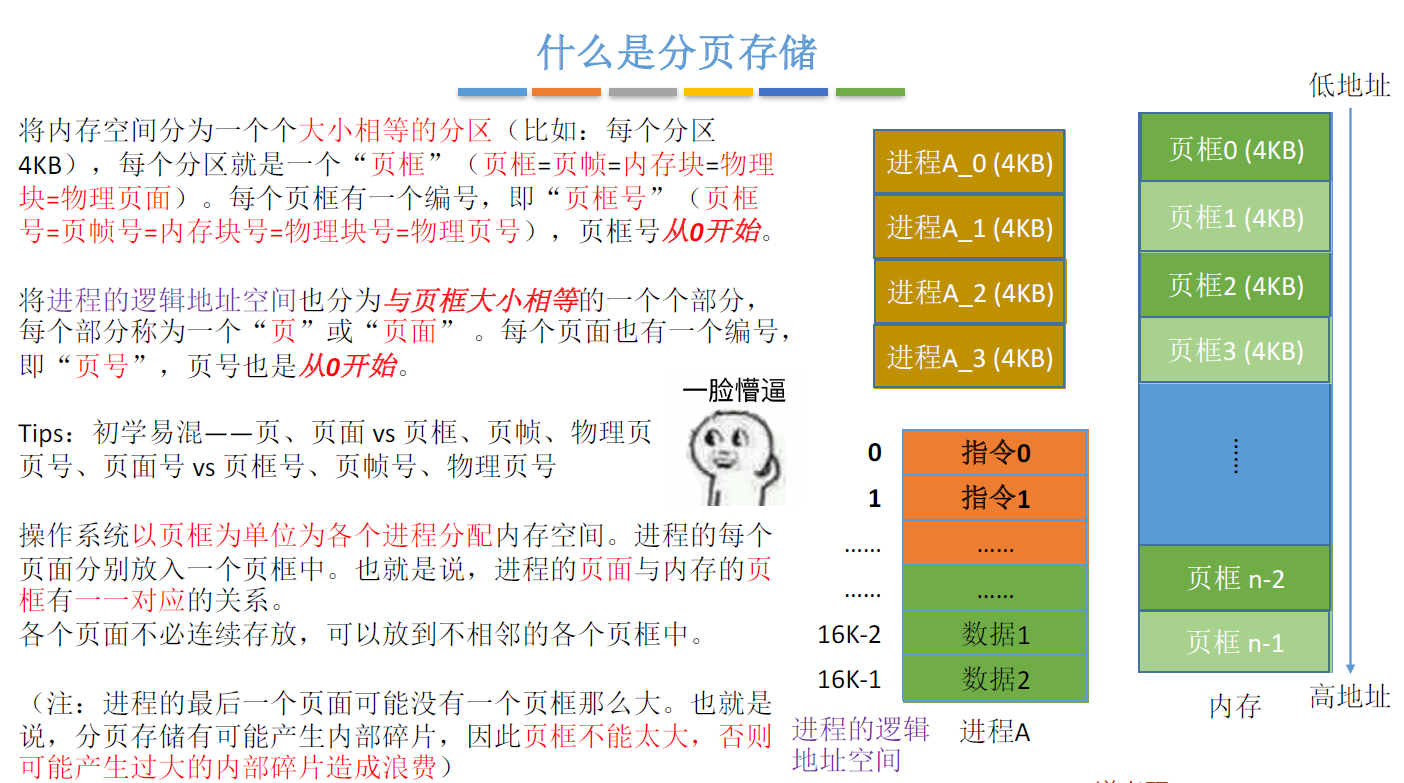 什么是分页存储
将内存空间分为一个个大小相等的分区（比如：每个分区
4KB），每个分区就是一个“页框”（页框=页帧=内存块=物理
块=物理页面）。每个页框有一个编号，即“页框号”（页框
号=页帧号=内存块号=物理块号=物理页号），页框号从0开始。
将进程的逻辑地址空间也分为与页框大小相等的一个个部分，
每个部分称为一个“页”或“页面” 。每个页面也有一个编号，
即“页号”，页号也是从0开始。
Tips：初学易混——页、页面 vs 页框、页帧、物理页
页号、页面号 vs 页框号、页帧号、物理页号
一脸懵逼
操作系统以页框为单位为各个进程分配内存空间。进程的每个
页面分别放入一个页框中。也就是说，进程的页面与内存的页
框有一一对应的关系。
各个页面不必连续存放，可以放到不相邻的各个页框中。
（注：进程的最后一个页面可能没有一个页框那么大。也就是
说，分页存储有可能产生内部碎片，因此页框不能太大，否则
可能产生过大的内部碎片造成浪费）
进程A_0 (4KB)
进程A_1 (4KB)
进程A_2 (4KB)
进程A_3 (4KB)
0 指令0
1 指令1
…… ……
…… ……
16K-2 数据1
16K-1 数据2
进程的逻辑
地址空间
进程A
低地址
页框0 (4KB)
页框1 (4KB)
页框2 (4KB)
页框3 (4KB)
……
页框 n-2
页框 n-1
内存
高地址